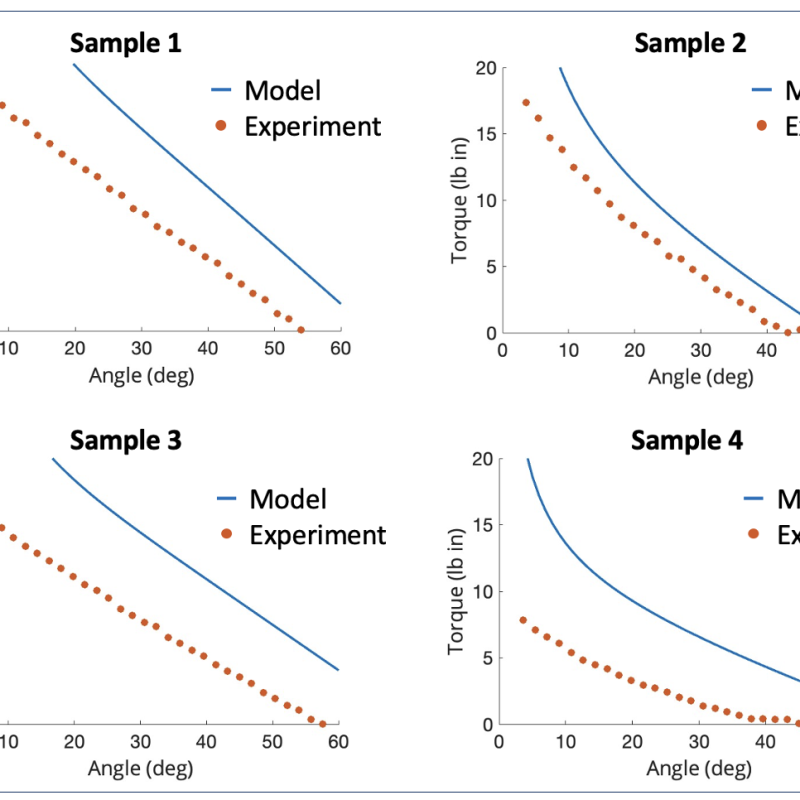 Sample 1
Model
Experiment
10 20 30 40 50 60
Angle (deg)
Sample 2
20
15
10
5
0
Torque (lb in)
M
E
0 10 20 30 40
Angle (deg)
Sample 3
Model
Experiment
10 20 30 40 50 60
Angle (deg)
Sample 4
20
15
10
5
0
Torque (lb in)
M
Ex
0 10 20 30 40
Angle (deg)